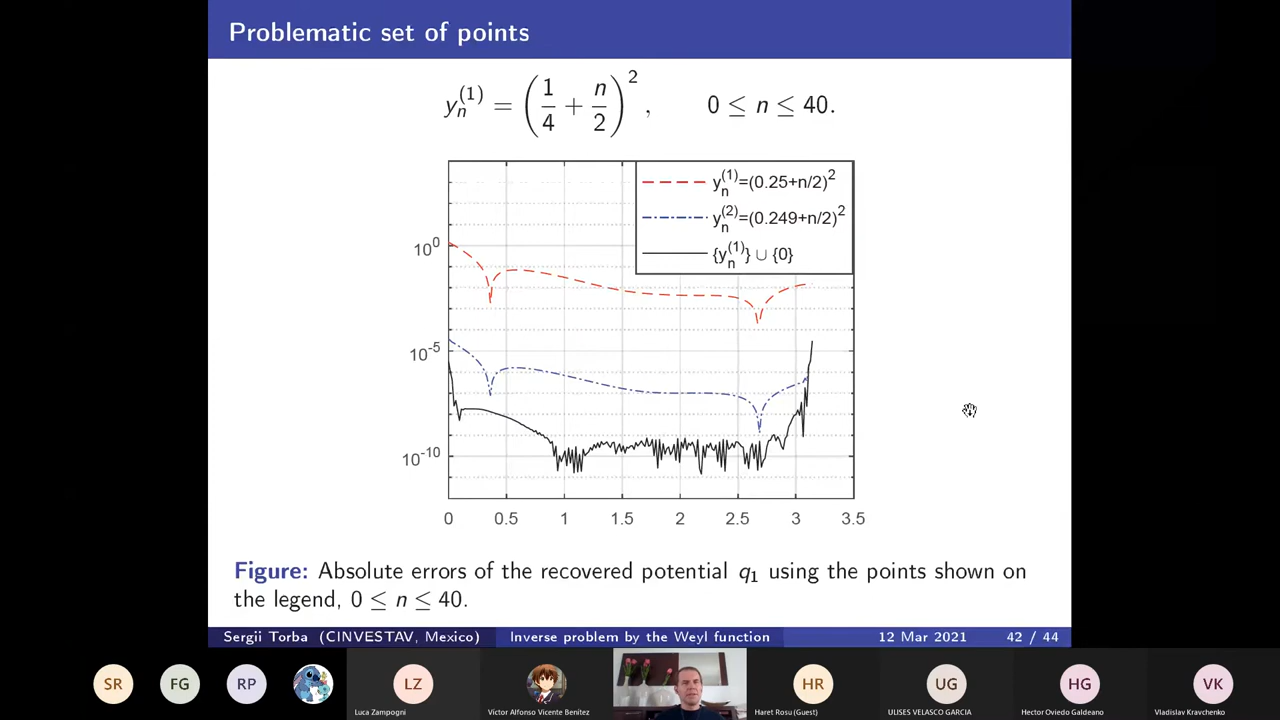 Problematic set of points
y_n^{(1)} = (1/4 + n/2)^2, 0 ≤ n ≤ 40.
y_n^{(1)}=(0.25+n/2)^2
y_n^{(2)}=(0.249+n/2)^2
{y_n^{(1)}} ∪ {0}
10^0
10^{-5}
10^{-10}
0 0.5 1 1.5 2 2.5 3 3.5
Figure: Absolute errors of the recovered potential q_1 using the points shown on
the legend, 0 ≤ n ≤ 40.
Sergii Torba (CINVESTAV, Mexico) Inverse problem by the Weyl function 12 Mar 2021 42 / 44
SR FG RP LZ HR UG HG VK
Luca Zampogni Víctor Alfonso Vicente Benítez Haret Rosu (Guest) ULISES VELASCO GARCIA Hector Oviedo Galdeano Vladislav Kravchenko